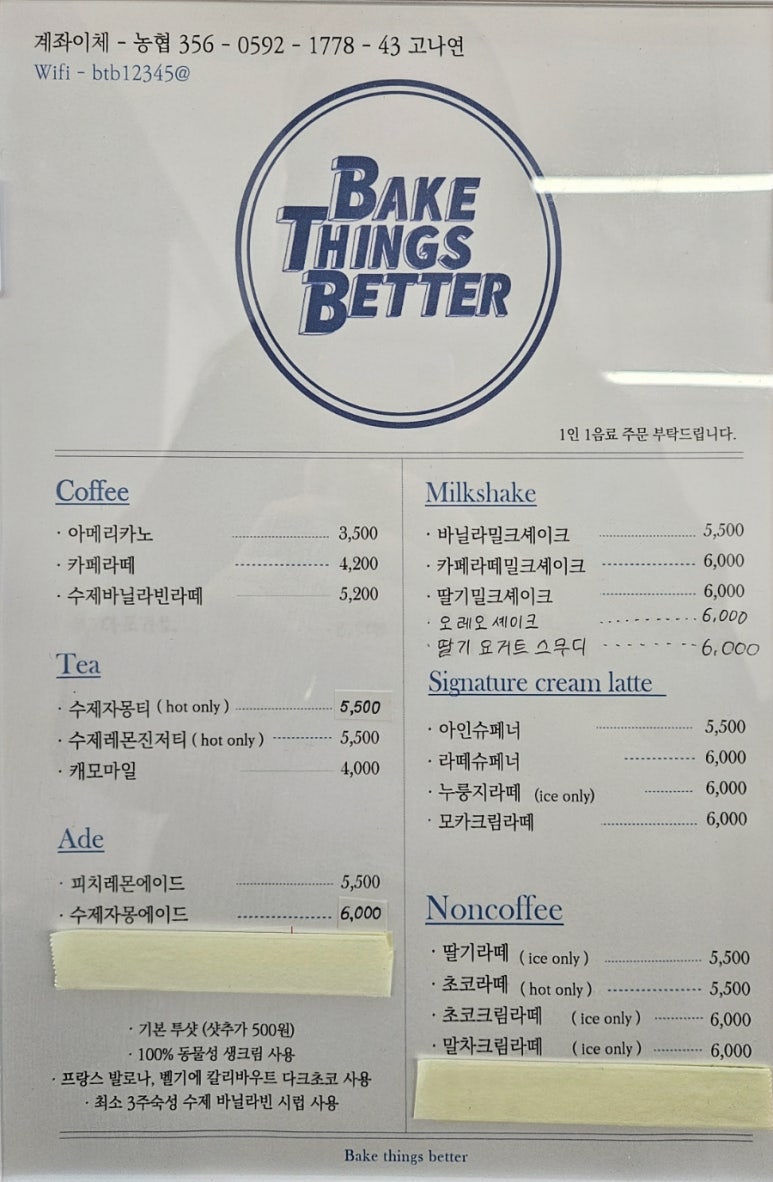 계좌이체 - 농협 356 - 0592 - 1778 - 43 고나연
Wifi - btb12345@
BAKE
THINGS
BETTER
1인 1음료 주문 부탁드립니다.
Coffee
· 아메리카노 3,500
· 카페라떼 4,200
· 수제바닐라빈라떼 5,200
Tea
· 수제자몽티 (hot only) 5,500
· 수제레몬진저티 (hot only) 5,500
· 캐모마일 4,000
Ade
· 피치레몬에이드 5,500
· 수제자몽에이드 6,000
· 기본 투샷 (샷추가 500원)
· 100% 동물성 생크림 사용
· 프랑스 발로나, 벨기에 칼리바우트 다크초코 사용
· 최소 3주숙성 수제 바닐라빈 시럽 사용
Milkshake
· 바닐라밀크셰이크 5,500
· 카페라떼밀크셰이크 6,000
· 딸기밀크셰이크 6,000
· 오레오 셰이크 6,000
· 딸기 요거트 스무디 6,000
Signature cream latte
· 아인슈페너 5,500
· 라떼슈페너 6,000
· 누룽지라떼 (ice only) 6,000
· 모카크림라떼 6,000
Noncoffee
· 딸기라떼 (ice only) 5,500
· 초코라떼 (hot only) 5,500
· 초코크림라떼 (ice only) 6,000
· 말차크림라떼 (ice only) 6,000
Bake things better